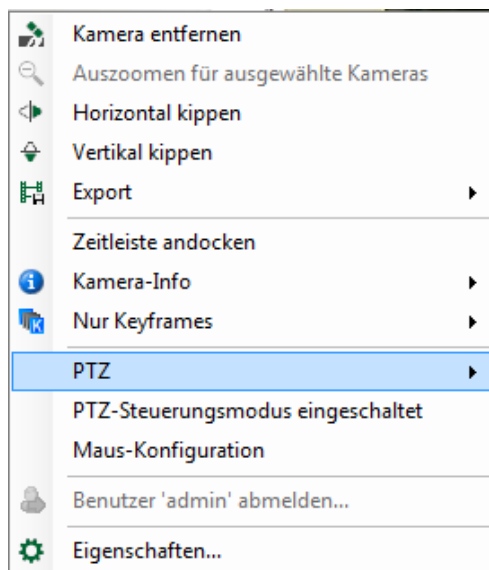 Kamera entfernen
Auszoomen für ausgewählte Kameras
Horizontal kippen
Vertikal kippen
Export
Zeitleiste andocken
Kamera-Info
Nur Keyframes
PTZ
PTZ-Steuerungsmodus eingeschaltet
Maus-Konfiguration
Benutzer 'admin' abmelden...
Eigenschaften...